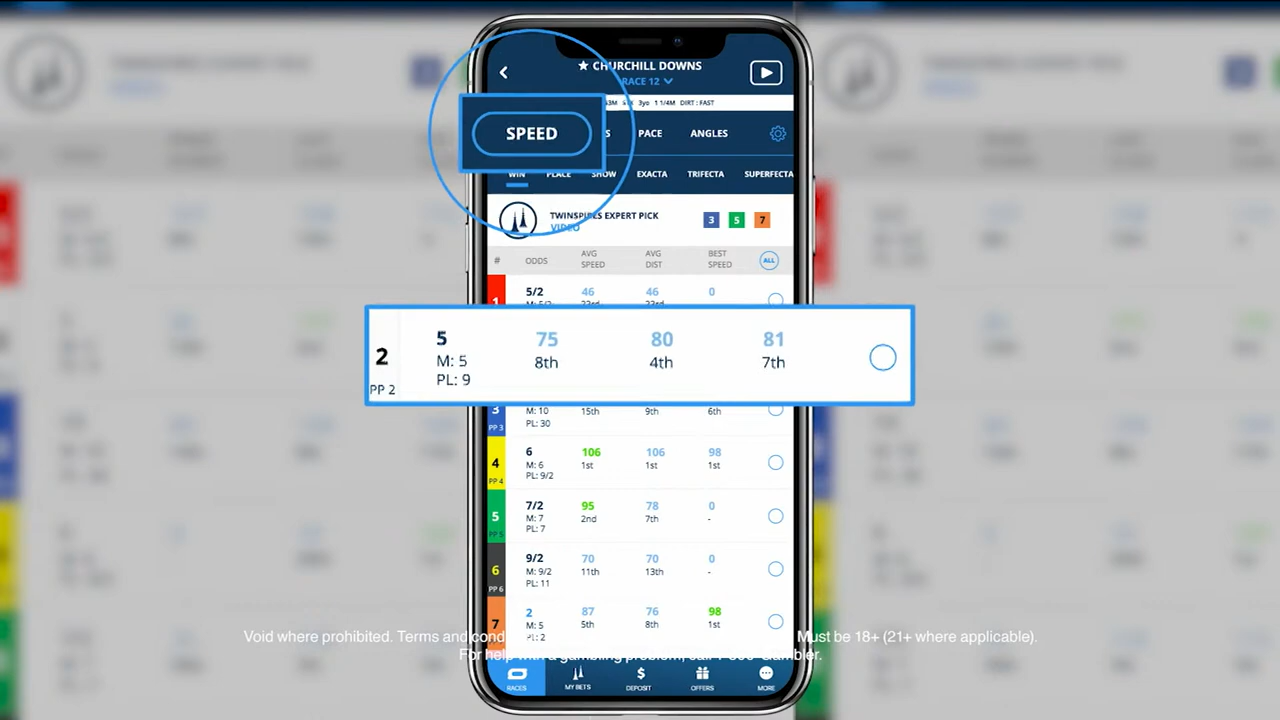 ★ CHURCHILL DOWNS
RACE 12
3yo 1 1/4M DIRT : FAST
SPEED
PACE ANGLES
WIN PLACE SHOW EXACTA TRIFECTA SUPERFECTA
TWINSPIRES EXPERT PICK
VIDEO
3 5 7
# ODDS AVG SPEED AVG DIST BEST SPEED ALL
1 5/2 46 46 0
2 5 75 80 81
M: 5 8th 4th 7th
PP 2 PL: 9
3 M: 10 15th 9th 6th
PP 3 PL: 30
4 6 106 106 98
M: 6 1st 1st 1st
PP 4 PL: 9/2
5 7/2 95 78 0
M: 7 2nd 7th -
PP 5 PL: 7
6 9/2 70 70 0
M: 9/2 11th 13th -
PP 6 PL: 11
7 2 87 76 98
M: 5 5th 8th 1st
PL: 2
Void where prohibited. Terms and Must be 18+ (21+ where applicable).
For help with a gambling problem, call
RACES MY BETS DEPOSIT OFFERS MORE